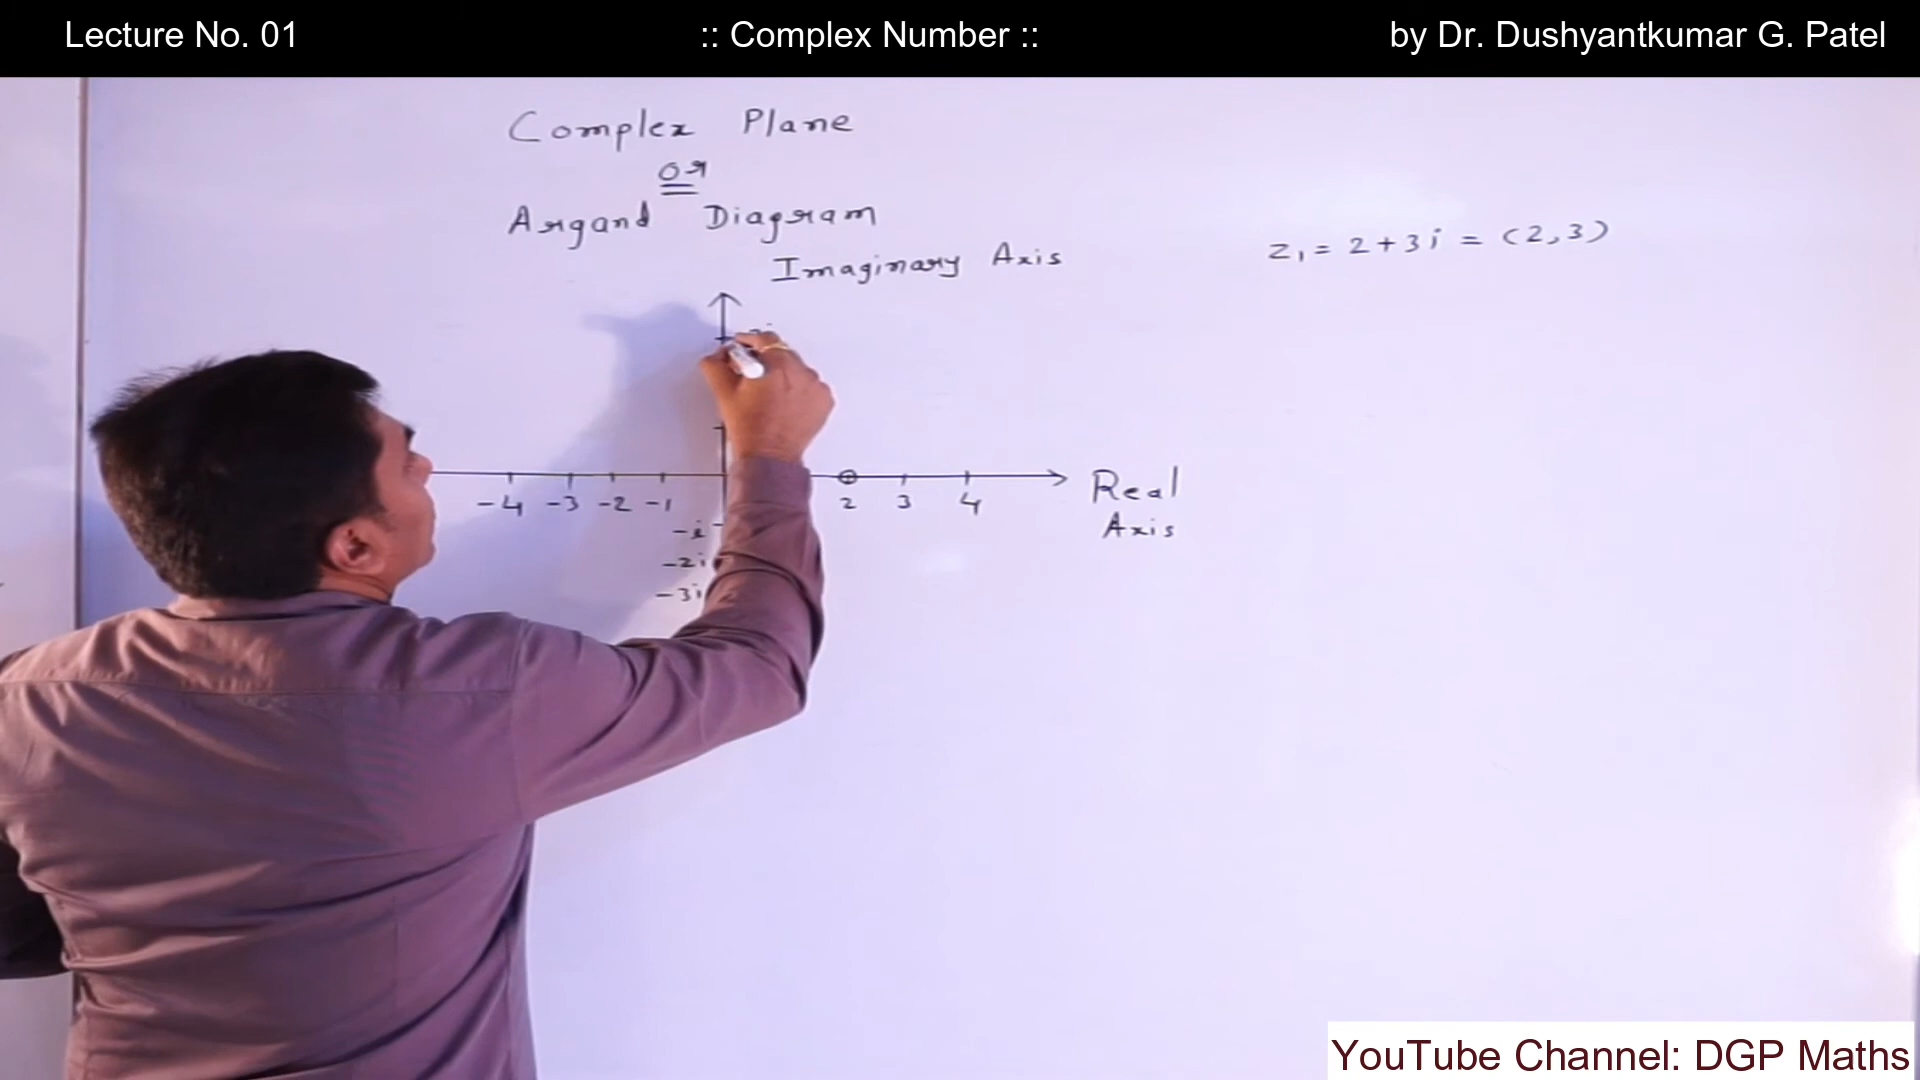 Lecture No. 01 :: Complex Number :: by Dr. Dushyantkumar G. Patel
Complex Plane
or
Argand Diagram
Imaginary Axis
z₁ = 2 + 3i = (2, 3)
-4 -3 -2 -1 2 3 4
Real
Axis
-i
-2i
-3i
YouTube Channel: DGP Maths